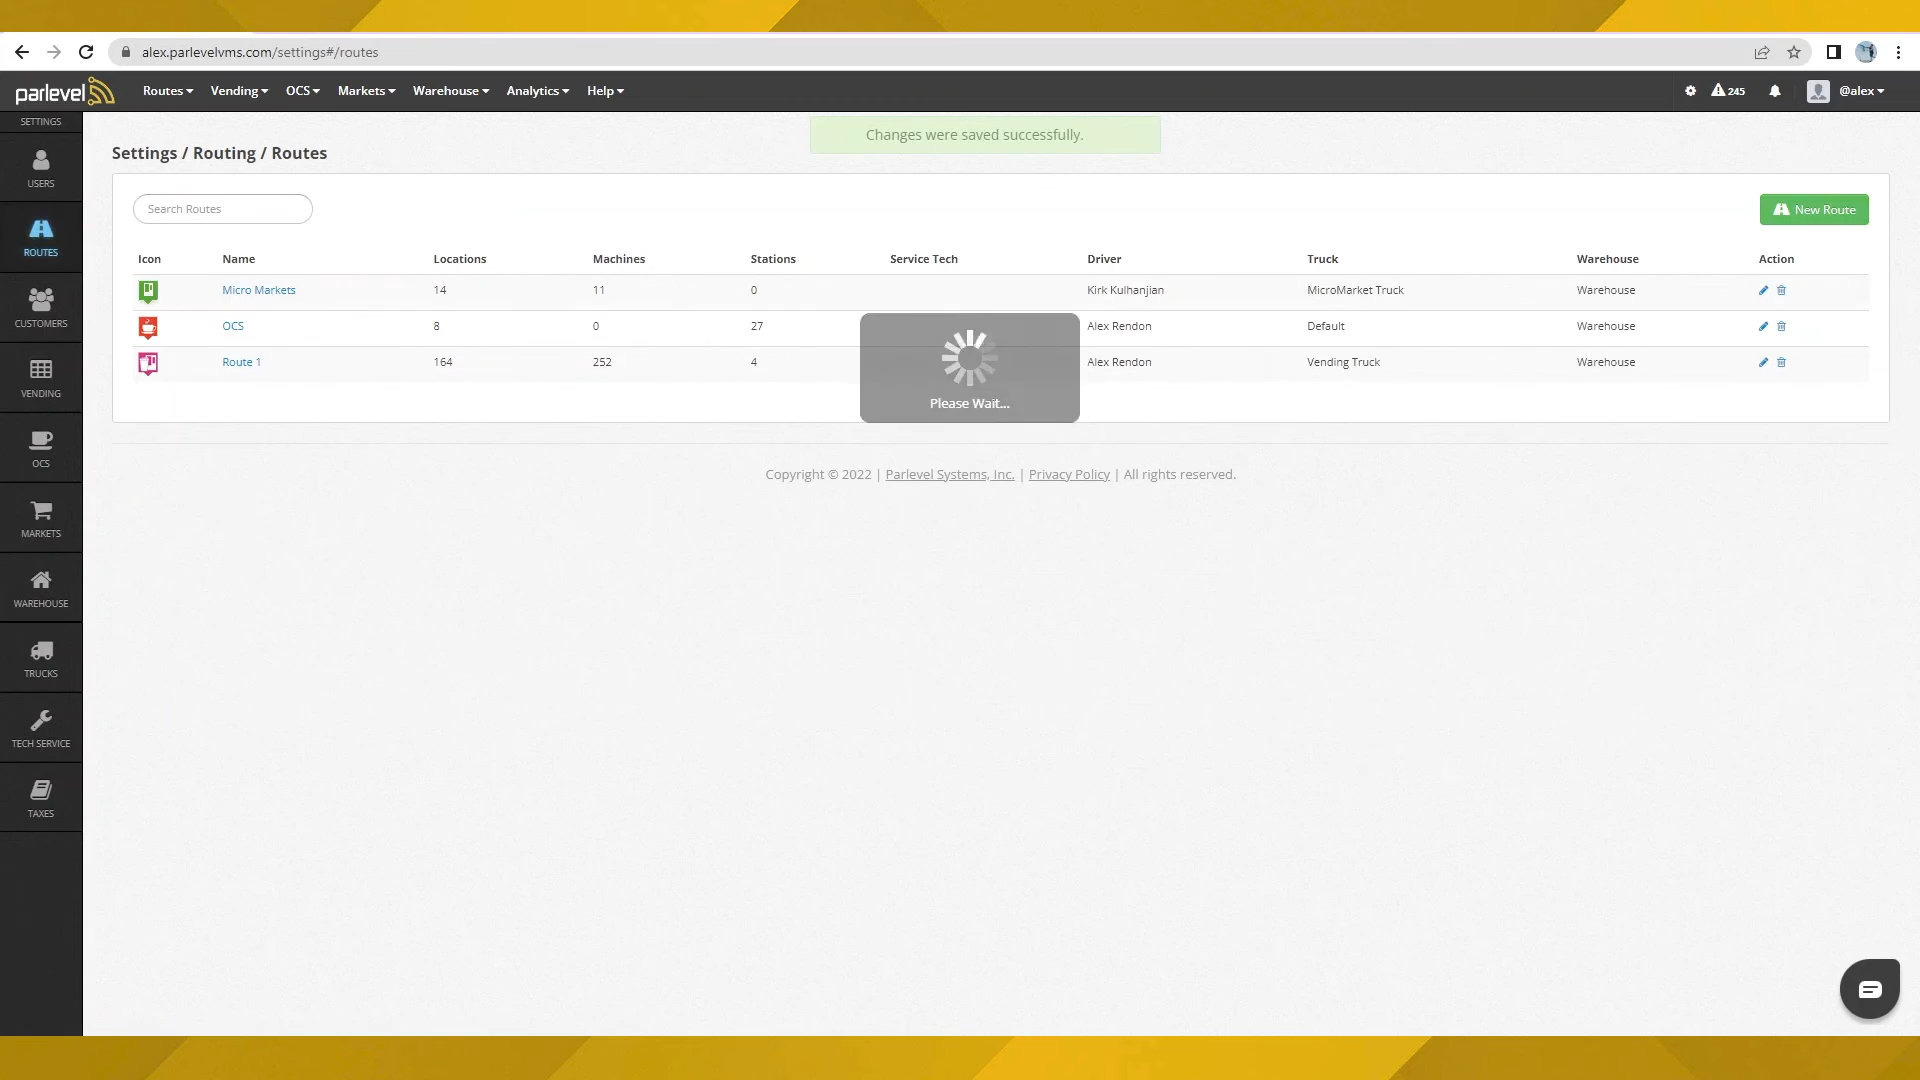 alex.parlevelvms.com/settings#/routes
parlevel Routes Vending OCS Markets Warehouse Analytics Help 245 @alex
SETTINGS
Changes were saved successfully.
Settings / Routing / Routes
USERS
Search Routes
New Route
ROUTES
Icon Name Locations Machines Stations Service Tech Driver Truck Warehouse Action
Micro Markets 14 11 0 Kirk Kulhanjian MicroMarket Truck Warehouse
CUSTOMERS
OCS 8 0 27 Alex Rendon Default Warehouse
Route 1 164 252 4 Alex Rendon Vending Truck Warehouse
VENDING
Please Wait...
OCS
Copyright © 2022 | Parlevel Systems, Inc. | Privacy Policy | All rights reserved.
MARKETS
WAREHOUSE
TRUCKS
TECH SERVICE
TAXES